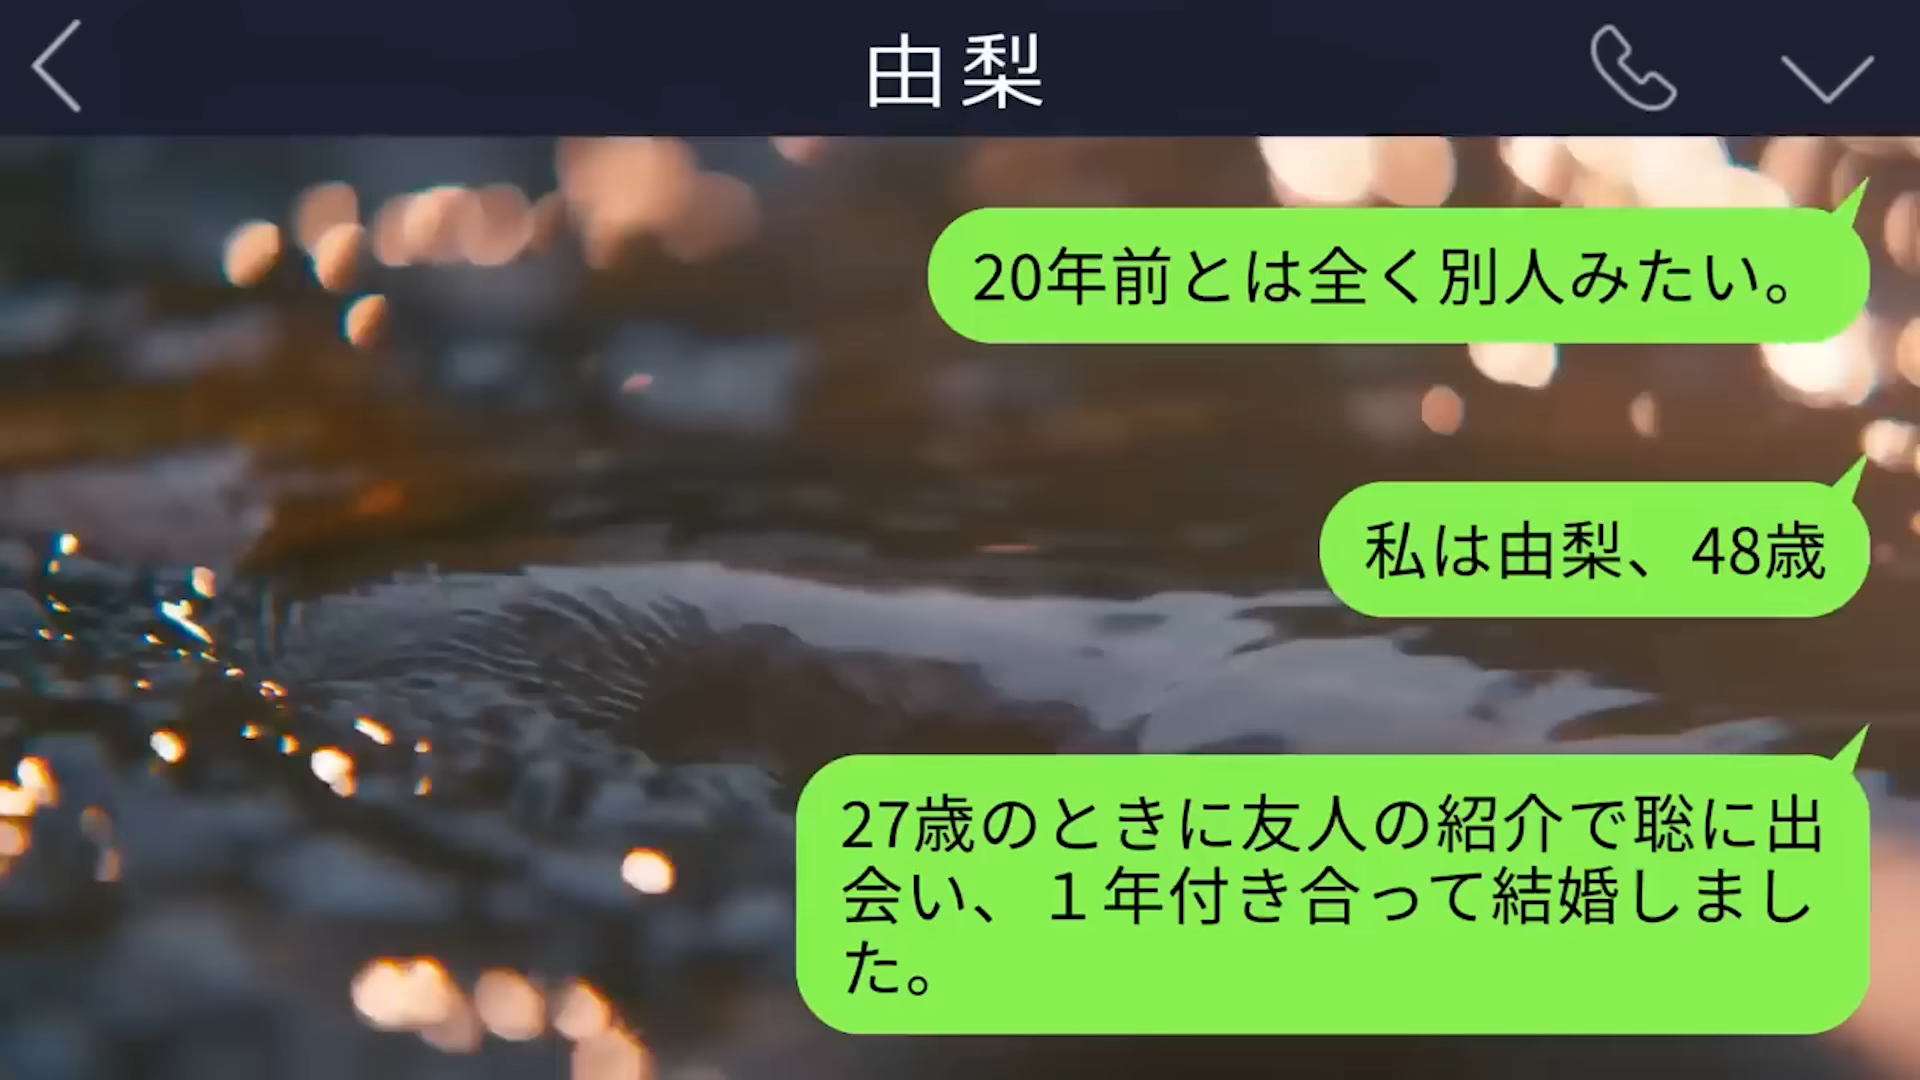 由梨
20年前とは全く別人みたい。
私は由梨、48歳
27歳のときに友人の紹介で聡に出
会い、１年付き合って結婚しまし
た。